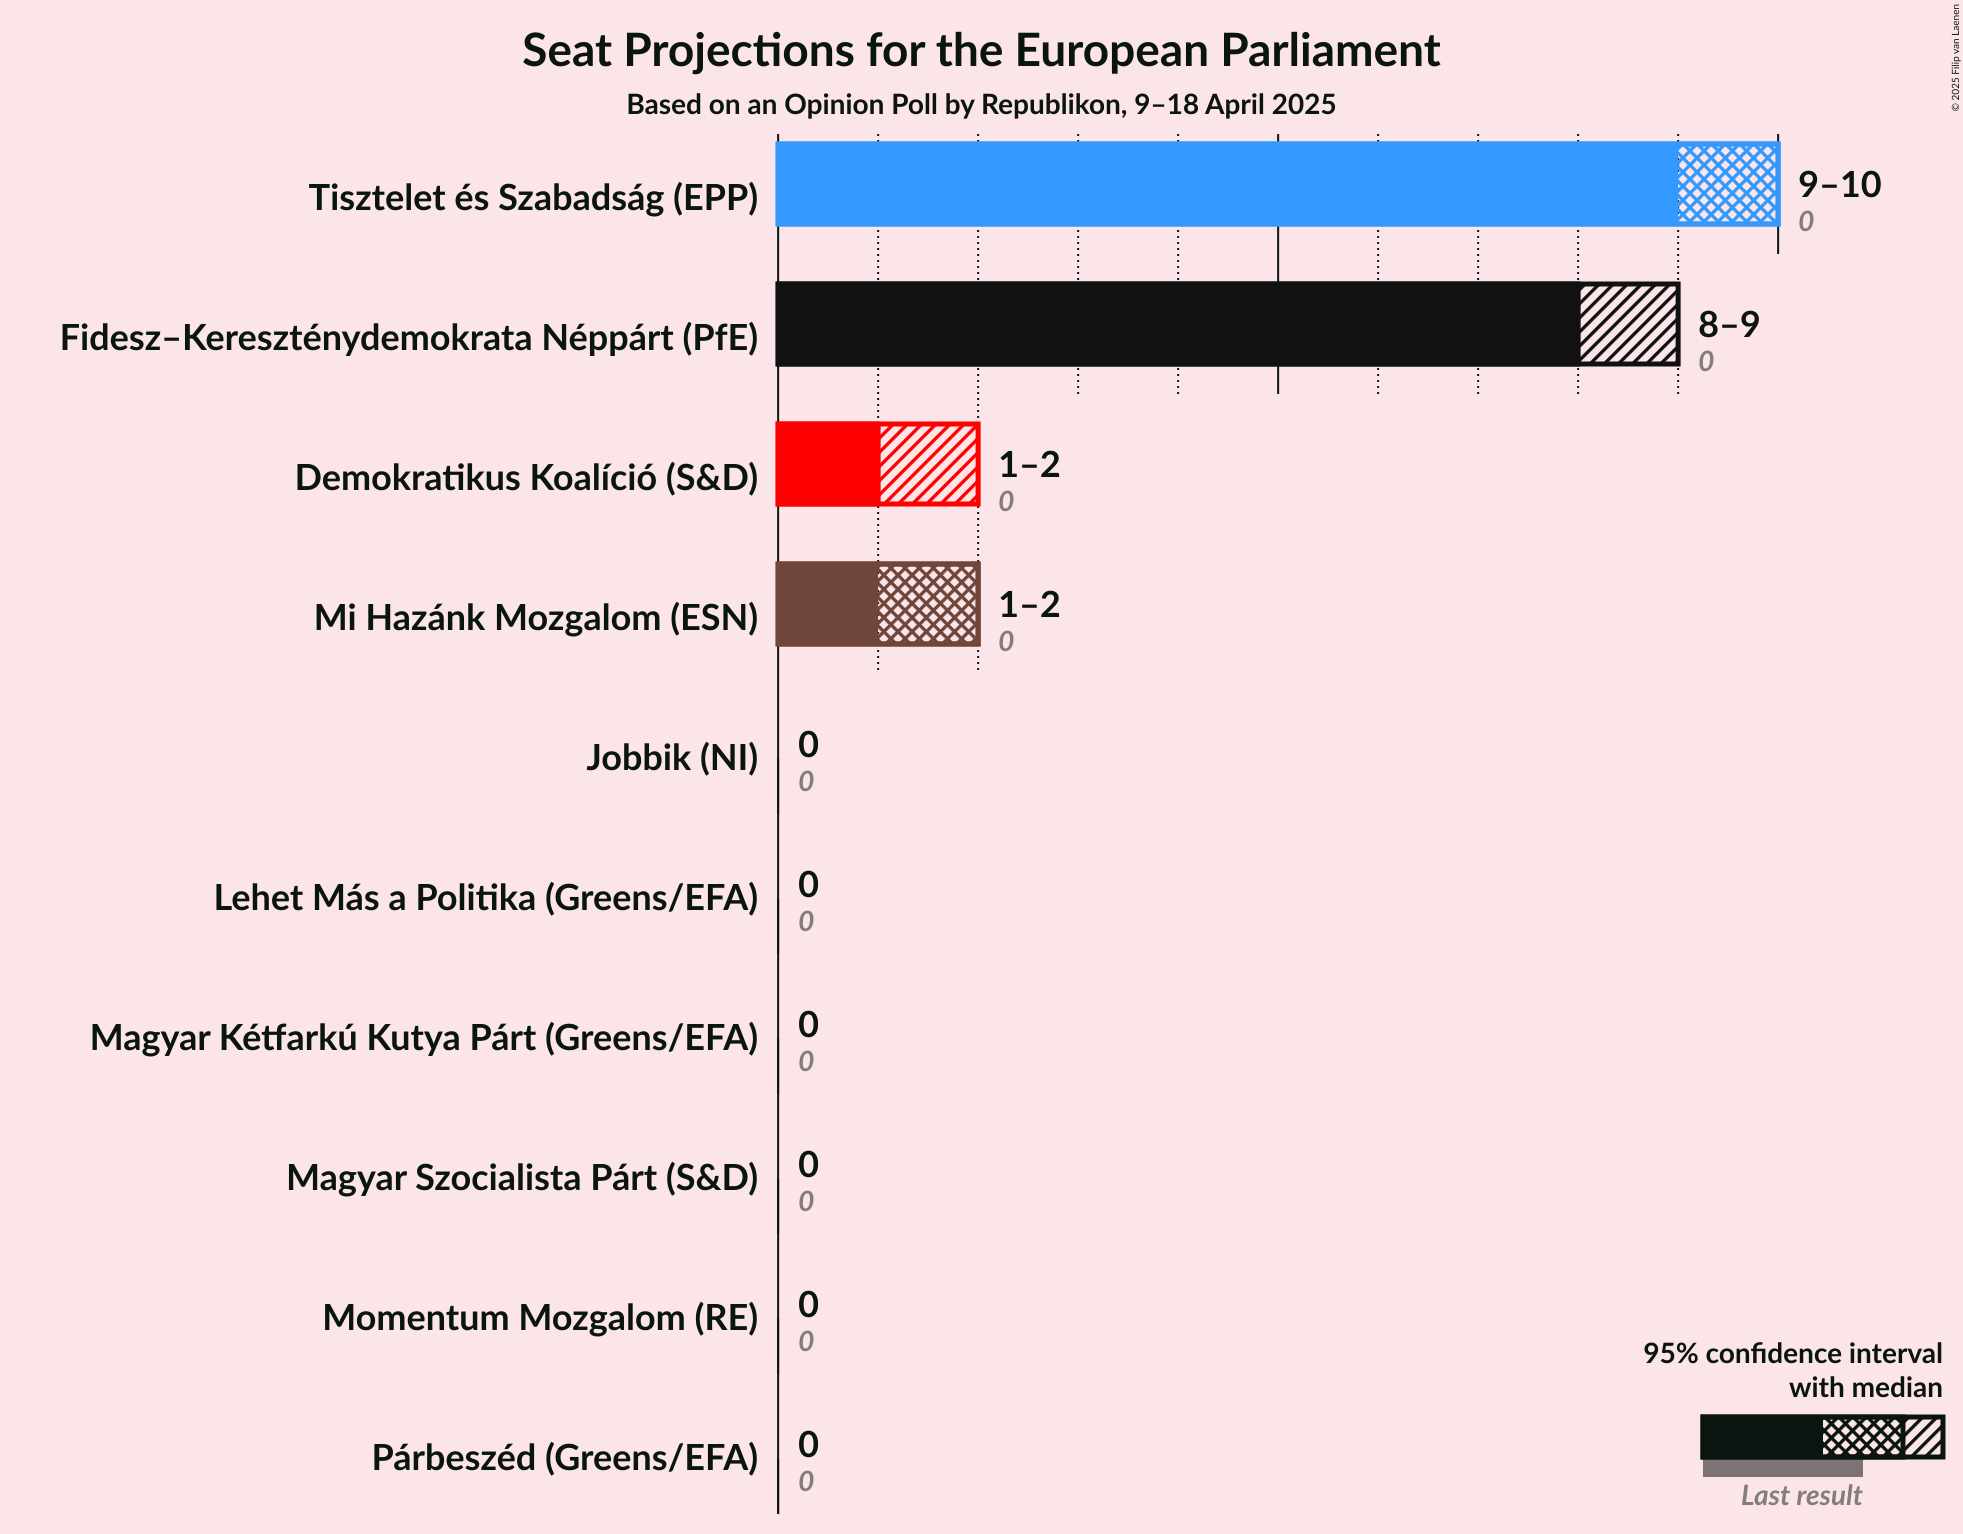 Seat Projections for the European Parliament
Based on an Opinion Poll by Republikon, 9–18 April 2025
© 2025 Filip van Laenen
Tisztelet és Szabadság (EPP)
9–10
0
Fidesz–Kereszténydemokrata Néppárt (PfE)
8–9
0
Demokratikus Koalíció (S&D)
1–2
0
Mi Hazánk Mozgalom (ESN)
1–2
0
Jobbik (NI)
0
0
Lehet Más a Politika (Greens/EFA)
0
0
Magyar Kétfarkú Kutya Párt (Greens/EFA)
0
0
Magyar Szocialista Párt (S&D)
0
0
Momentum Mozgalom (RE)
0
0
Párbeszéd (Greens/EFA)
0
0
95% confidence interval
with median
Last result